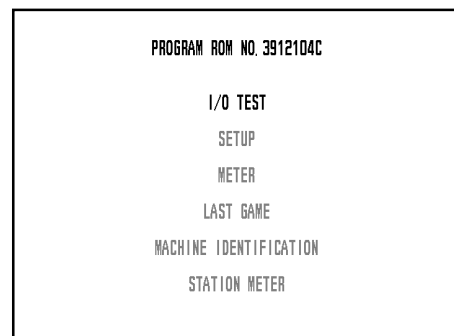 PROGRAM ROM NO. 3912104C
I/O TEST
SETUP
METER
LAST GAME
MACHINE IDENTIFICATION
STATION METER